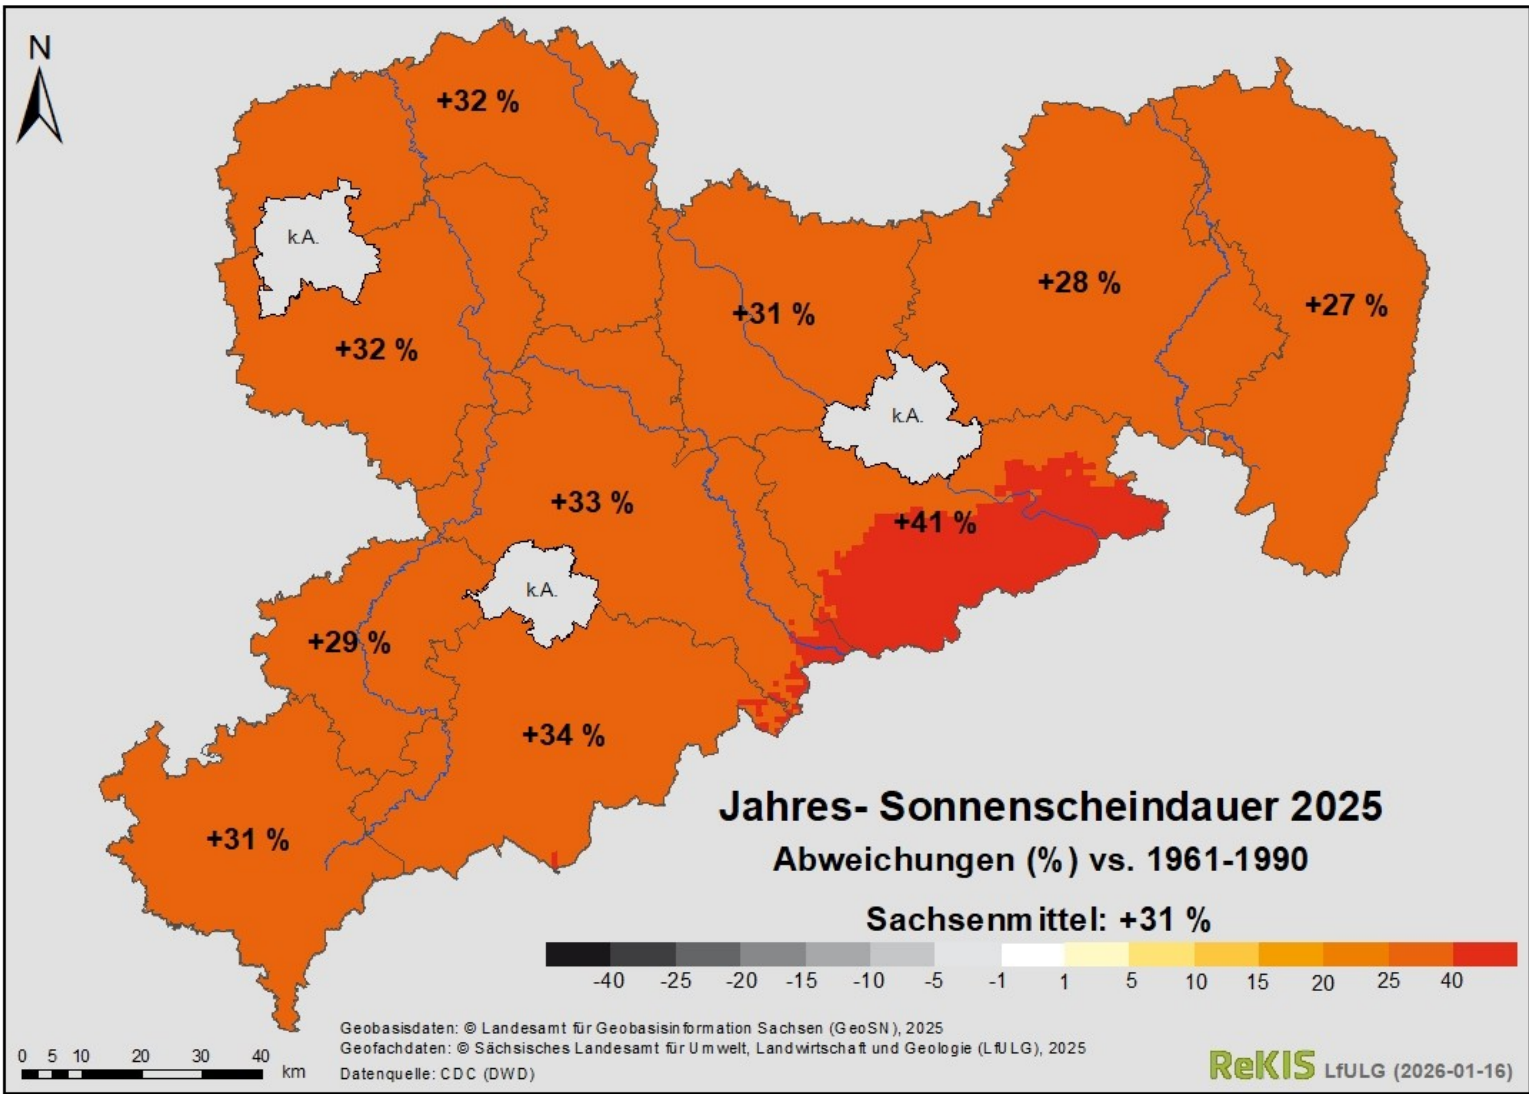 N
+32 %
k.A.
+28 %
+27 %
+31 %
+32 %
k.A.
+33 %
+41 %
k.A.
+29 %
+34 %
+31 %
Jahres- Sonnenscheindauer 2025
Abweichungen (%) vs. 1961-1990
Sachsenmittel: +31 %
-40 -25 -20 -15 -10 -5 -1 1 5 10 15 20 25 40
Geobasisdaten: © Landesamt für Geobasisinformation Sachsen (GeoSN), 2025
Geofachdaten: © Sächsisches Landesamt für Umwelt, Landwirtschaft und Geologie (LfULG), 2025
Datenquelle: CDC (DWD)
0 5 10 20 30 40 km
ReKIS LfULG (2026-01-16)